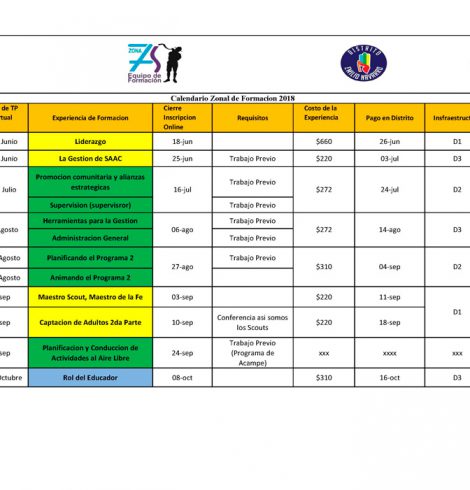 ZONA 7
Equipo de
Formación
DISTRITO
EMILIO NAVARRO
Calendario Zonal de Formacion 2018
de TP
rtual
Experiencia de Formacion
Cierre
Inscripcion
Online
Requisitos
Costo de la
Experiencia
Pago en Distrito
Insfraestruct
Junio
Liderazgo
18-jun
$660
26-jun
D1
Junio
La Gestion de SAAC
25-jun
Trabajo Previo
$220
03-jul
D3
Julio
Promocion comunitaria y alianzas
estrategicas
16-jul
Trabajo Previo
$272
24-jul
D2
Supervision (supervisror)
Trabajo Previo
gosto
Herramientas para la Gestion
06-ago
Trabajo Previo
$272
14-ago
D3
Administracion General
Trabajo Previo
Agosto
Planificando el Programa 2
27-ago
Trabajo Previo
$310
04-sep
D2
Agosto
Animando el Programa 2
sep
Maestro Scout, Maestro de la Fe
03-sep
$220
11-sep
D1
sep
Captacion de Adultos 2da Parte
10-sep
Conferencia asi somos
los Scouts
$220
18-sep
sep
Planificacion y Conduccion de
Actividades al Aire Libre
24-sep
Trabajo Previo
(Programa de
Acampe)
xxx
xxxx
xxx
Octubre
Rol del Educador
08-oct
$310
16-oct
D3